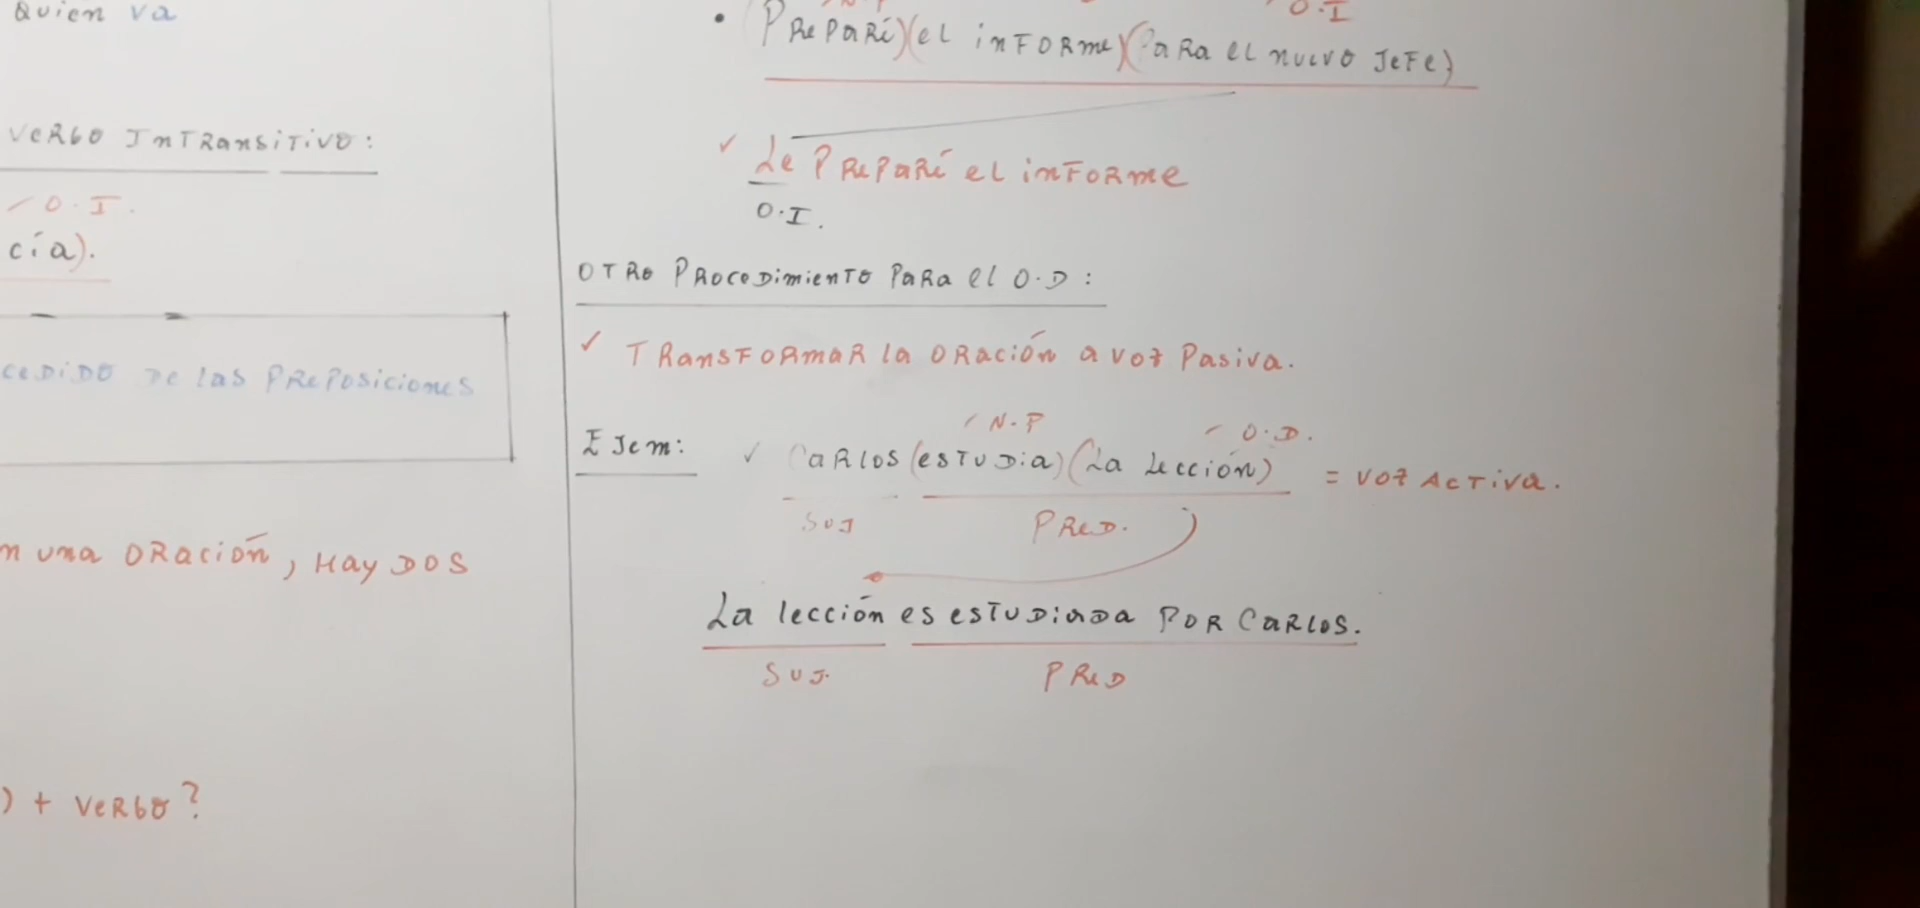 Quien va
VERBO INTRANSITIVO:
O.I.
cía).
CEDIDO DE LAS PREPOSICIONES
n una ORACIÓN, HAY DOS
) + VERBO?
N.P
O.I
• (PREPARÉ)(EL INFORME)(PARA EL NUEVO JEFE)
✓ LE PREPARÉ EL INFORME
O.I.
OTRO PROCEDIMIENTO PARA EL O.D:
✓ TRANSFORMAR LA ORACIÓN A VOZ PASIVA.
N.P
O.D.
EJEM: ✓ CARLOS (ESTUDIA)(LA LECCIÓN) = VOZ ACTIVA.
SUJ PRED.
LA LECCIÓN ES ESTUDIADA POR CARLOS.
SUJ. PRED